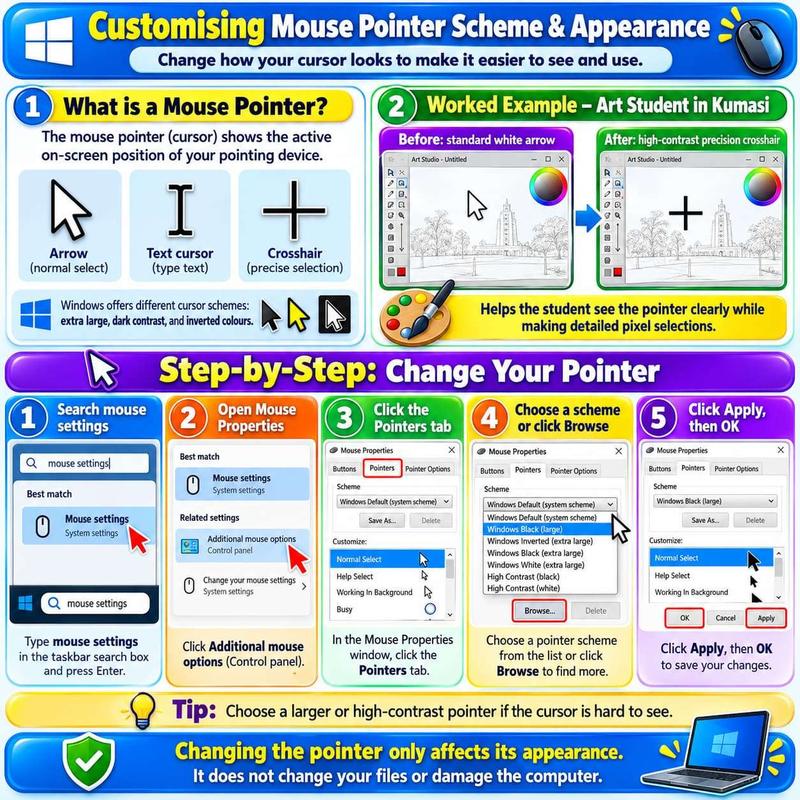 Customising Mouse Pointer Scheme & Appearance
Change how your cursor looks to make it easier to see and use.
1 What is a Mouse Pointer?
The mouse pointer (cursor) shows the active
on-screen position of your pointing device.
Arrow
(normal select)
Text cursor
(type text)
Crosshair
(precise selection)
Windows offers different cursor schemes:
extra large, dark contrast, and inverted colours.
2 Worked Example – Art Student in Kumasi
Before: standard white arrow
Art Studio - Untitled
After: high-contrast precision crosshair
Art Studio - Untitled
Helps the student see the pointer clearly while
making detailed pixel selections.
Step-by-Step: Change Your Pointer
1 Search mouse
settings
mouse settings
Best match
Mouse settings
System settings
mouse settings
Type mouse settings
in the taskbar search box
and press Enter.
2 Open Mouse
Properties
Best match
Mouse settings
System settings
Related settings
Additional mouse options
Control panel
Change your mouse settings
System settings
Click Additional mouse
options (Control panel).
3 Click the
Pointers tab
Mouse Properties
Buttons Pointers Pointer Options
Scheme
Windows Default (system scheme)
Save As... Delete
Customize:
Normal Select
Help Select
Working In Background
Busy
In the Mouse Properties
window, click the
Pointers tab.
4 Choose a scheme
or click Browse
Mouse Properties
Buttons Pointers Pointer Options
Scheme
Windows Default (system scheme)
Windows Default (system scheme)
Windows Black (large)
Windows Inverted (extra large)
Windows Black (extra large)
Windows White (extra large)
High Contrast (black)
High Contrast (white)
Browse... Delete
Choose a pointer scheme
from the list or click
Browse to find more.
5 Click Apply,
then OK
Mouse Properties
Buttons Pointers Pointer Options
Scheme
Windows Black (large)
Save As... Delete
Customize:
Normal Select
Help Select
Working In Background
OK Cancel Apply
Click Apply, then OK
to save your changes.
Tip: Choose a larger or high-contrast pointer if the cursor is hard to see.
Changing the pointer only affects its appearance.
It does not change your files or damage the computer.